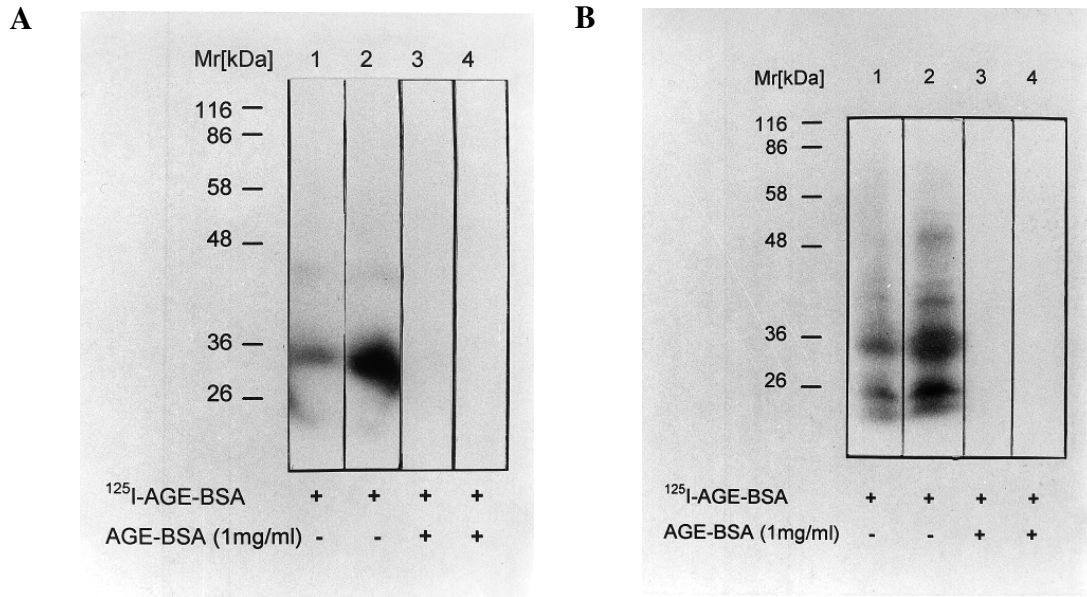 A
Mr[kDa] 1 2 3 4
116
86
58
48
36
26
¹²⁵I-AGE-BSA + + + +
AGE-BSA (1mg/ml) - - + +
B
Mr[kDa] 1 2 3 4
116
86
58
48
36
26
¹²⁵I-AGE-BSA + + + +
AGE-BSA (1mg/ml) - - + +